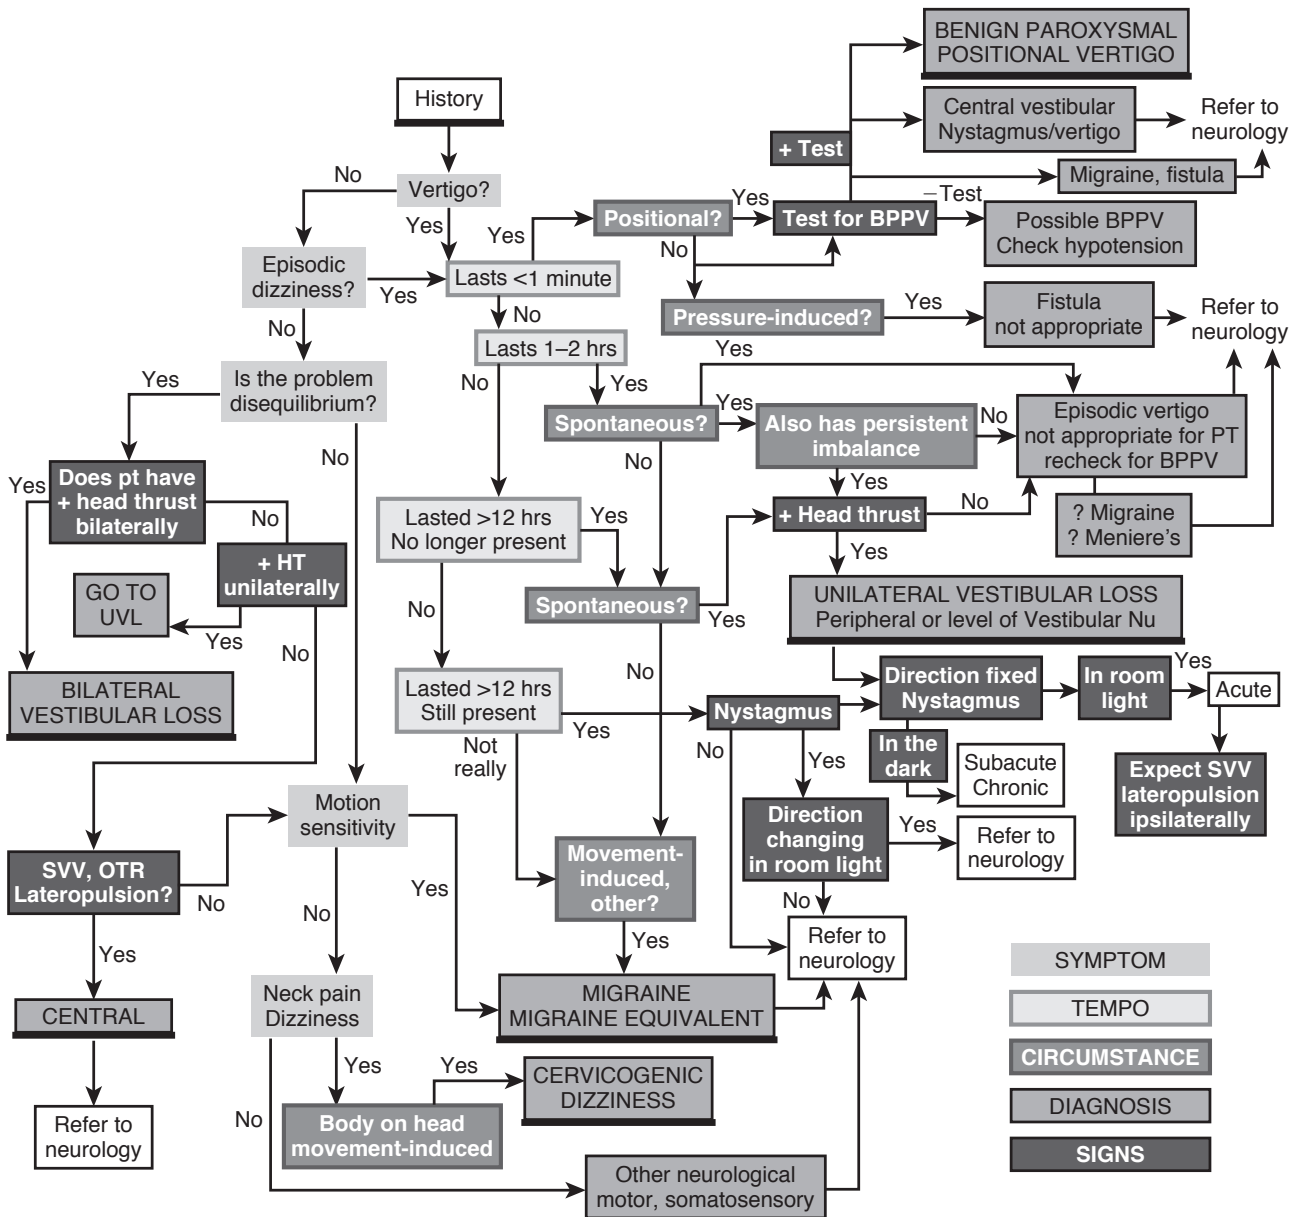 BENIGN PAROXYSMAL
POSITIONAL VERTIGO
History
Central vestibular
Nystagmus/vertigo
Refer to
neurology
+ Test
No
Vertigo?
Migraine, fistula
Yes
Yes
Positional?
Yes
Test for BPPV
–Test
Possible BPPV
Check hypotension
Episodic
dizziness?
Yes
Lasts <1 minute
No
No
No
Pressure-induced?
Yes
Fistula
not appropriate
Refer to
neurology
Lasts 1–2 hrs
Yes
Yes
Is the problem
disequilibrium?
No
Yes
Spontaneous?
Yes
Also has persistent
imbalance
No
Episodic vertigo
not appropriate for PT
recheck for BPPV
No
No
Yes
Yes
Does pt have
+ head thrust
bilaterally
No
Lasted >12 hrs
No longer present
Yes
+ Head thrust
No
? Migraine
? Meniere's
+ HT
unilaterally
Yes
GO TO
UVL
Yes
No
No
Spontaneous?
Yes
UNILATERAL VESTIBULAR LOSS
Peripheral or level of Vestibular Nu
BILATERAL
VESTIBULAR LOSS
Lasted >12 hrs
Still present
No
Yes
Not
really
Nystagmus
No
Yes
Direction fixed
Nystagmus
In room
light
Yes
Acute
In the
dark
Subacute
Chronic
Expect SVV
lateropulsion
ipsilaterally
Motion
sensitivity
Direction
changing
in room light
Yes
Refer to
neurology
SVV, OTR
Lateropulsion?
No
Yes
Movement-
induced,
other?
No
No
Yes
Yes
Refer to
neurology
SYMPTOM
Neck pain
Dizziness
MIGRAINE
MIGRAINE EQUIVALENT
CENTRAL
TEMPO
CIRCUMSTANCE
Yes
Yes
CERVICOGENIC
DIZZINESS
No
Body on head
movement-induced
Refer to
neurology
DIAGNOSIS
SIGNS
Other neurological
motor, somatosensory